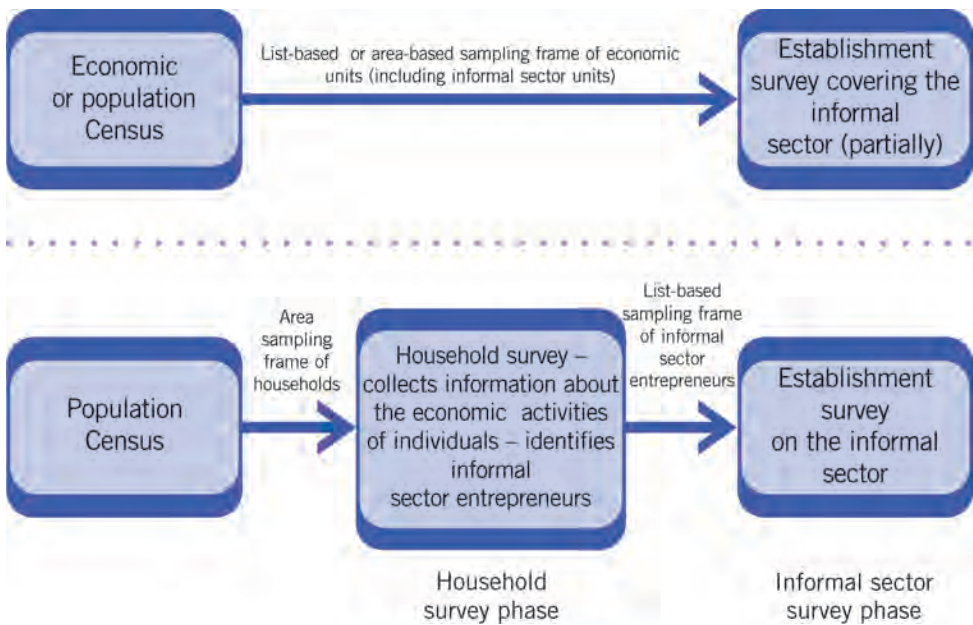 Economic
or population
Census
List-based or area-based sampling frame of economic
units (including informal sector units)
Establishment
survey covering the
informal
sector (partially)
Population
Census
Area
sampling
frame of
households
Household survey –
collects information about
the economic activities
of individuals – identifies
informal
sector entrepreneurs
List-based
sampling frame
of informal
sector
entrepreneurs
Establishment
survey
on the informal
sector
Household
survey phase
Informal sector
survey phase